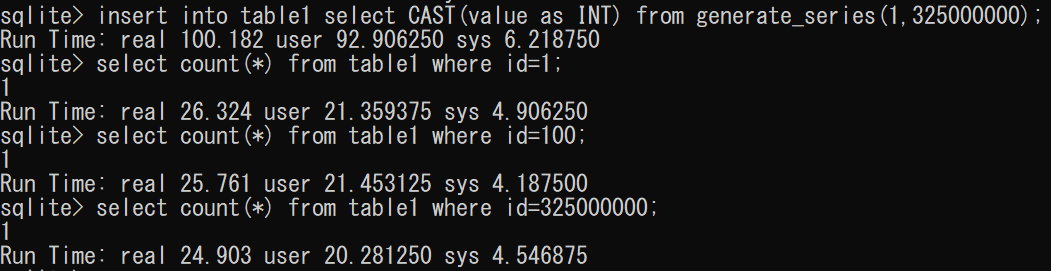 sqlite> insert into table1 select CAST(value as INT) from generate_series(1,325000000);
Run Time: real 100.182 user 92.906250 sys 6.218750
sqlite> select count(*) from table1 where id=1;
1
Run Time: real 26.324 user 21.359375 sys 4.906250
sqlite> select count(*) from table1 where id=100;
1
Run Time: real 25.761 user 21.453125 sys 4.187500
sqlite> select count(*) from table1 where id=325000000;
1
Run Time: real 24.903 user 20.281250 sys 4.546875